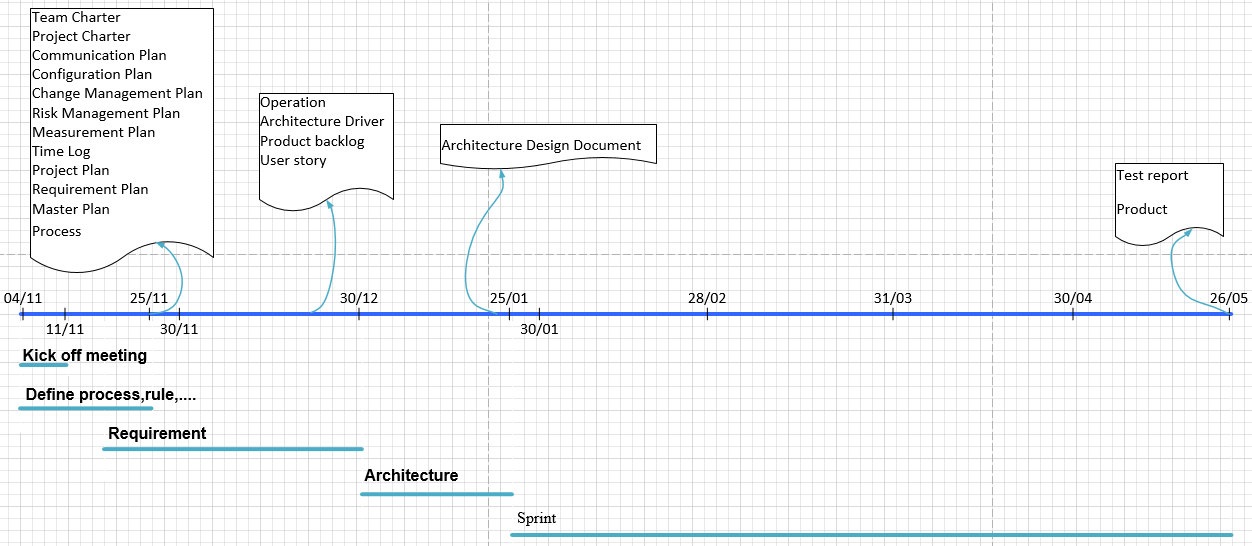 Team Charter
Project Charter
Communication Plan
Configuration Plan
Change Management Plan
Risk Management Plan
Measurement Plan
Time Log
Project Plan
Requirement Plan
Master Plan
Process
Operation
Architecture Driver
Product backlog
User story
Architecture Design Document
Test report
Product
04/11
25/11
30/12
25/01
28/02
31/03
30/04
26/05
11/11
30/11
30/01
Kick off meeting
Define process,rule,....
Requirement
Architecture
Sprint